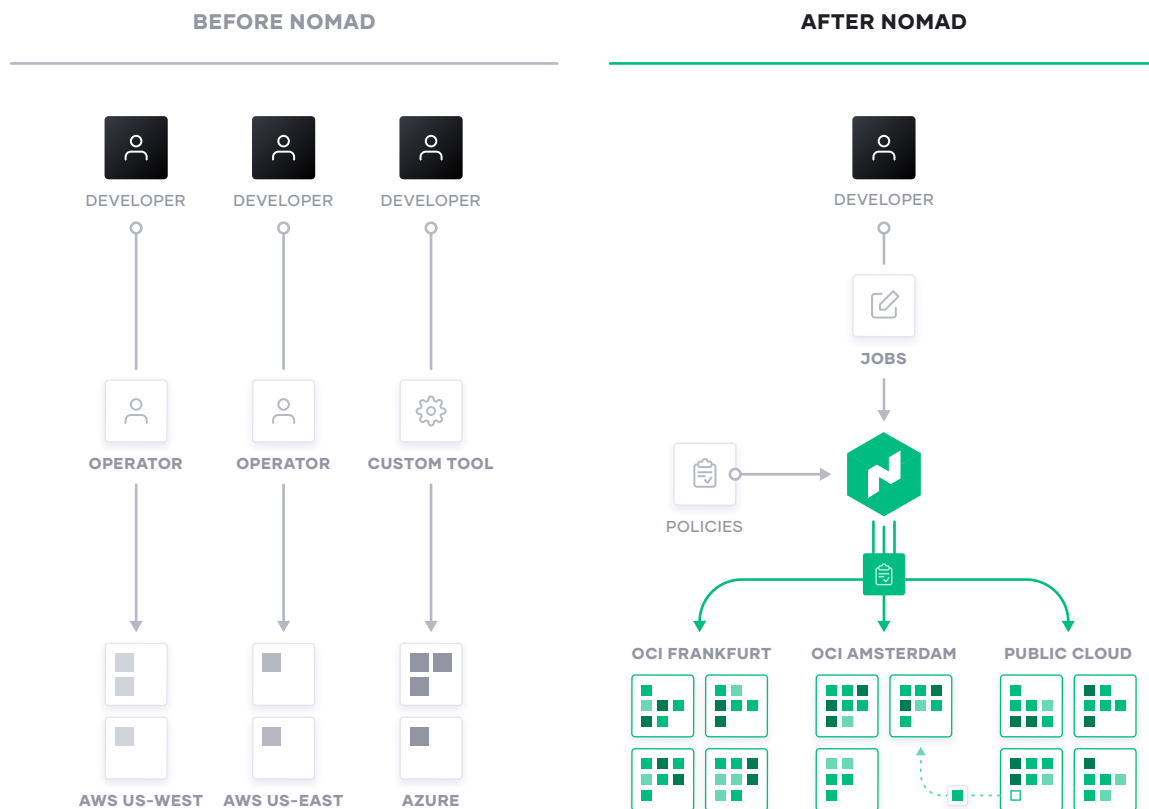 BEFORE NOMAD
DEVELOPER
DEVELOPER
DEVELOPER
OPERATOR
OPERATOR
CUSTOM TOOL
AWS US-WEST
AWS US-EAST
AZURE
AFTER NOMAD
DEVELOPER
JOBS
POLICIES
OCI FRANKFURT
OCI AMSTERDAM
PUBLIC CLOUD